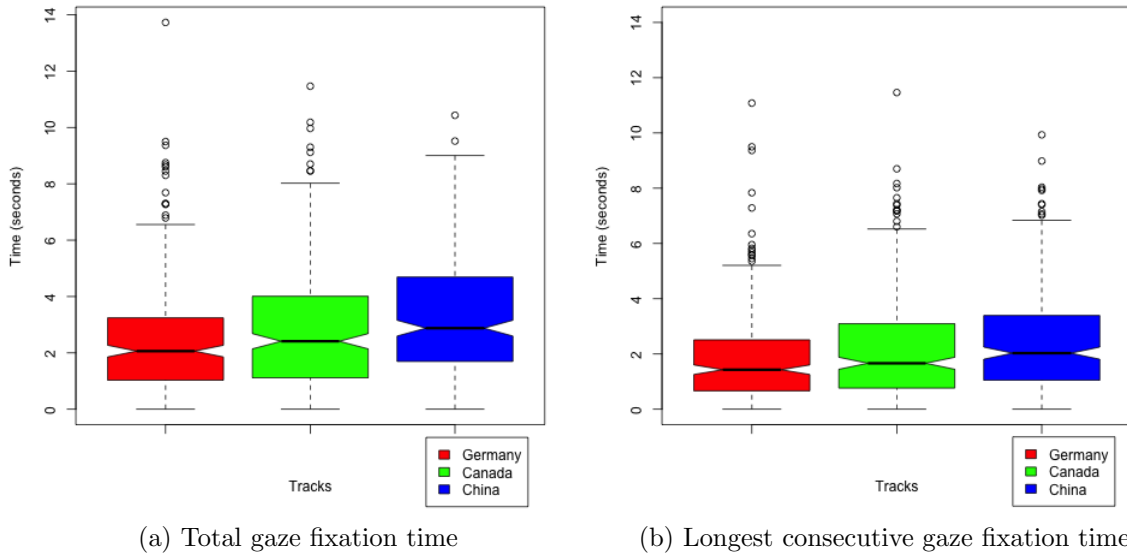 14
12
10
8
6
4
2
0
Time (seconds)
Tracks
Germany
Canada
China
(a) Total gaze fixation time
14
12
10
8
6
4
2
0
Time (seconds)
Tracks
Germany
Canada
China
(b) Longest consecutive gaze fixation time